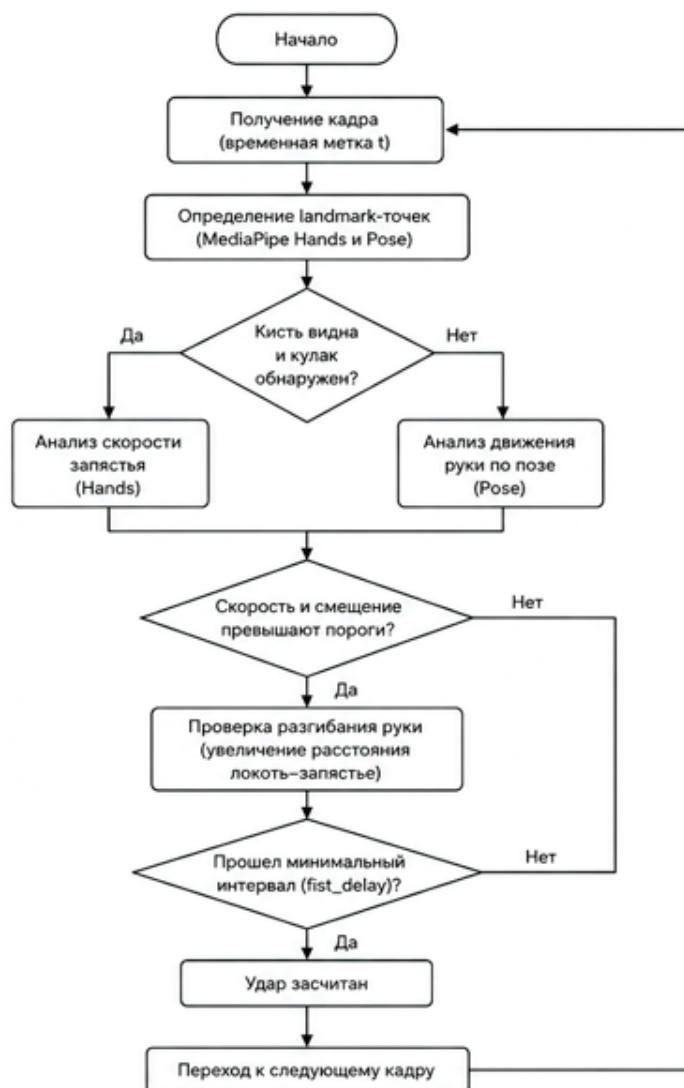 Начало
Получение кадра
(временная метка t)
Определение landmark-точек
(MediaPipe Hands и Pose)
Да
Кисть видна
и кулак
обнаружен?
Нет
Анализ скорости
запястья
(Hands)
Анализ движения
руки по позе
(Pose)
Скорость и смещение
превышают пороги?
Нет
Да
Проверка разгибания руки
(увеличение расстояния
локоть–запястье)
Прошел минимальный
интервал (fist_delay)?
Нет
Да
Удар засчитан
Переход к следующему кадру